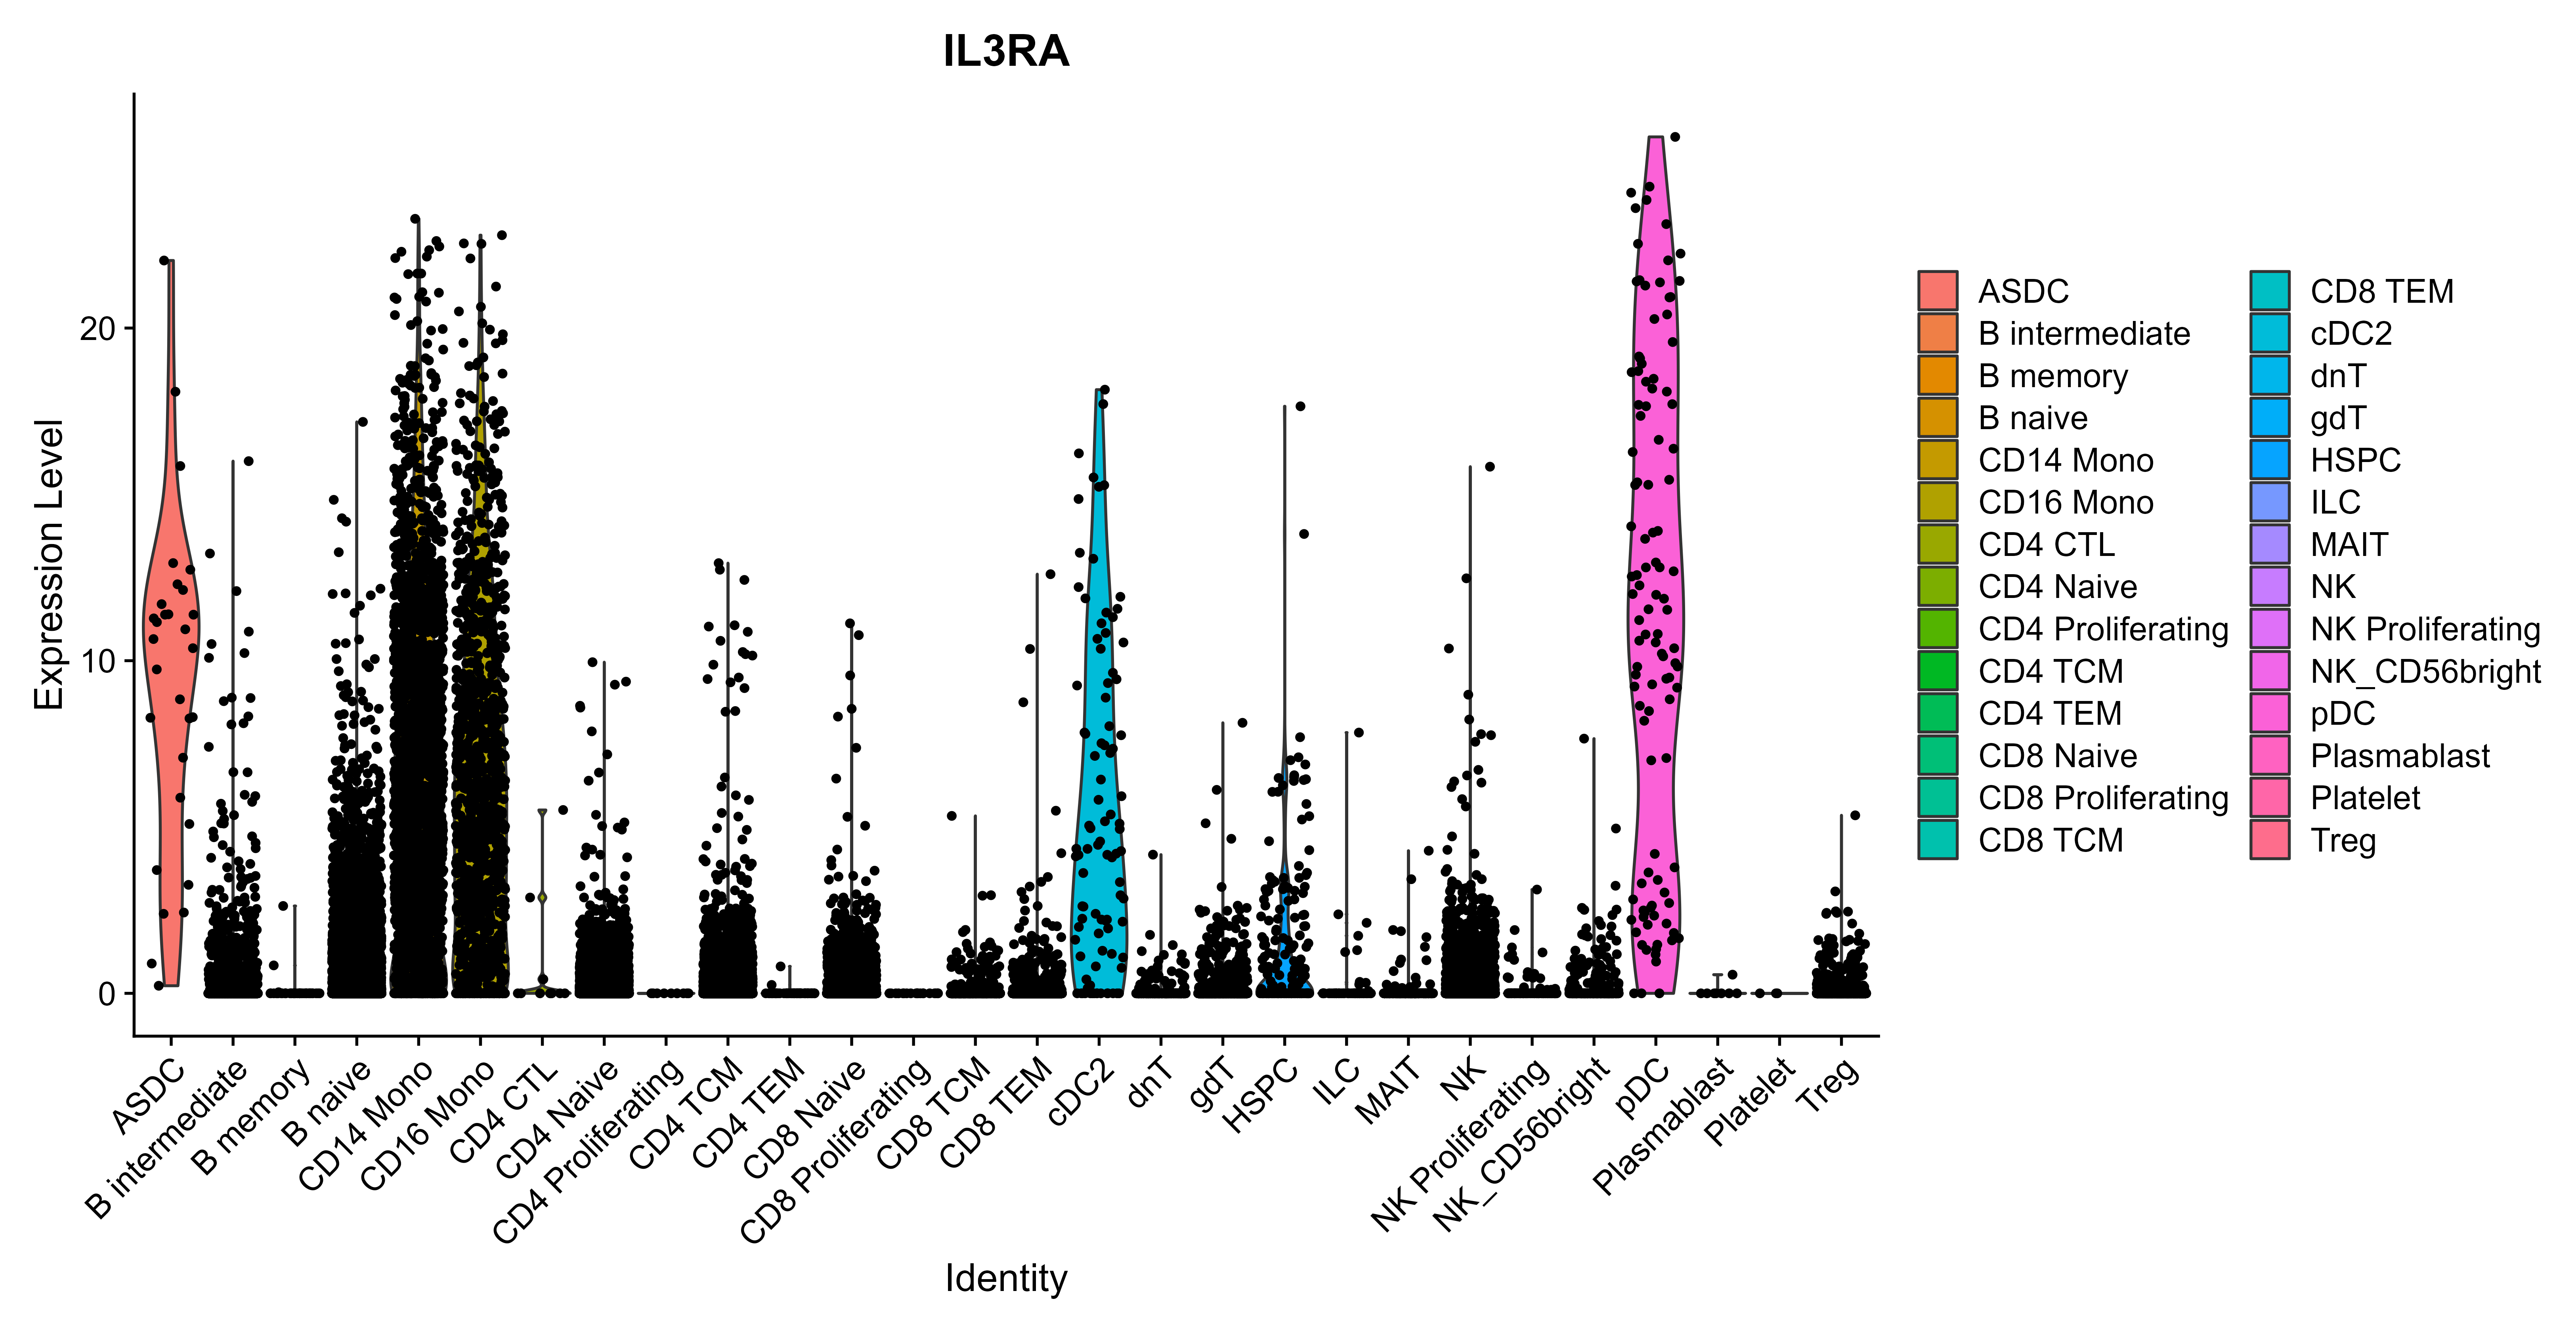 IL3RA
Expression Level
20
10
0
ASDC
B intermediate
B memory
B naive
CD14 Mono
CD16 Mono
CD4 CTL
CD4 Naive
CD4 Proliferating
CD4 TCM
CD4 TEM
CD8 Naive
CD8 Proliferating
CD8 TCM
CD8 TEM
cDC2
dnT
gdT
HSPC
ILC
MAIT
NK
NK Proliferating
NK_CD56bright
pDC
Plasmablast
Platelet
Treg
Identity
ASDC
B intermediate
B memory
B naive
CD14 Mono
CD16 Mono
CD4 CTL
CD4 Naive
CD4 Proliferating
CD4 TCM
CD4 TEM
CD8 Naive
CD8 Proliferating
CD8 TCM
CD8 TEM
cDC2
dnT
gdT
HSPC
ILC
MAIT
NK
NK Proliferating
NK_CD56bright
pDC
Plasmablast
Platelet
Treg